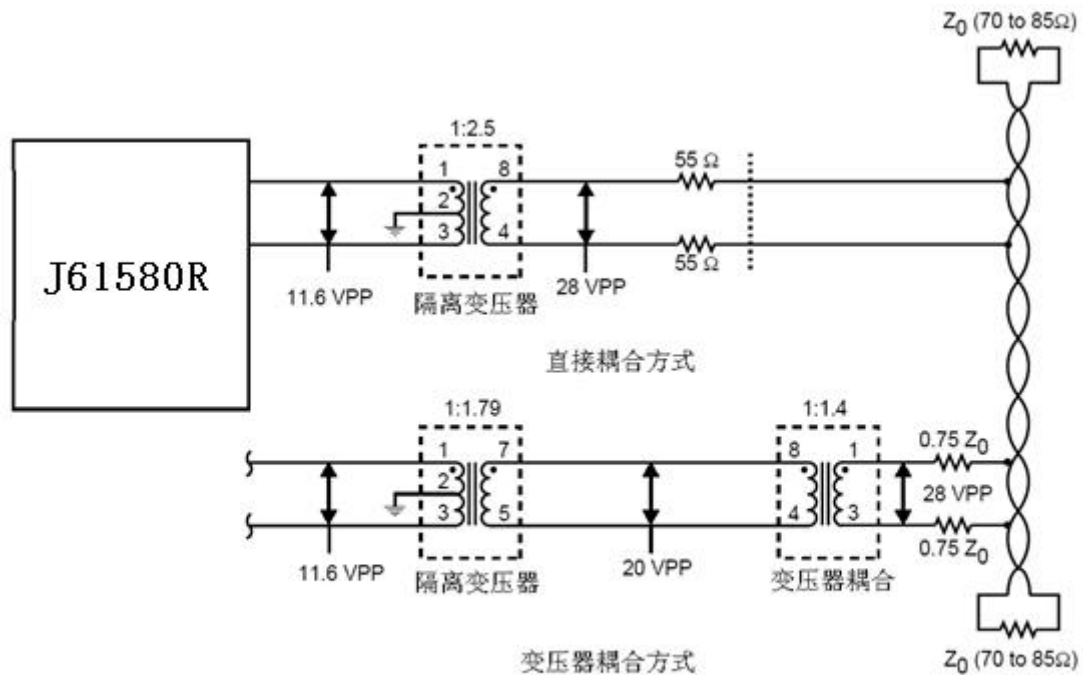 Z0 (70 to 85Ω)
J61580R
1:2.5
1
8
2
3
4
55 Ω
55 Ω
11.6 VPP
28 VPP
隔离变压器
直接耦合方式
1:1.79
1:1.4
1
7
2
3
5
8
1
4
3
0.75 Z0
28 VPP
0.75 Z0
11.6 VPP
20 VPP
隔离变压器
变压器耦合
变压器耦合方式
Z0 (70 to 85Ω)